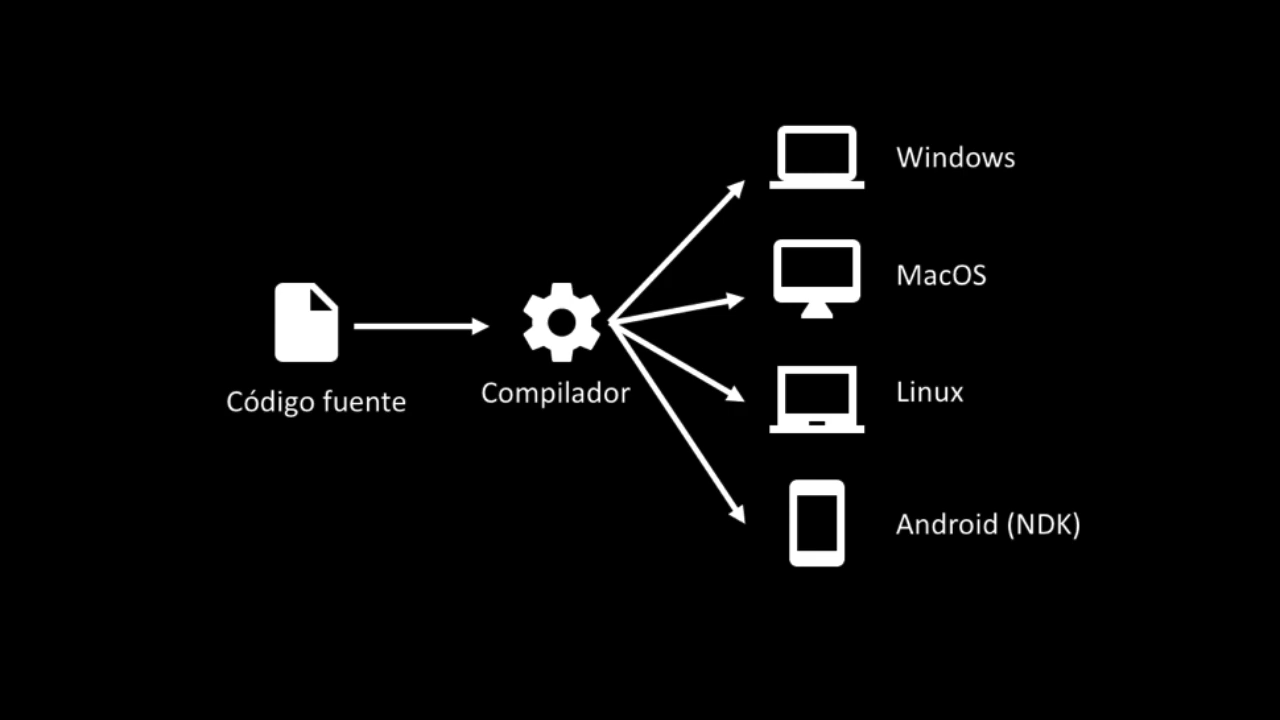 Código fuente
Compilador
Windows
MacOS
Linux
Android (NDK)